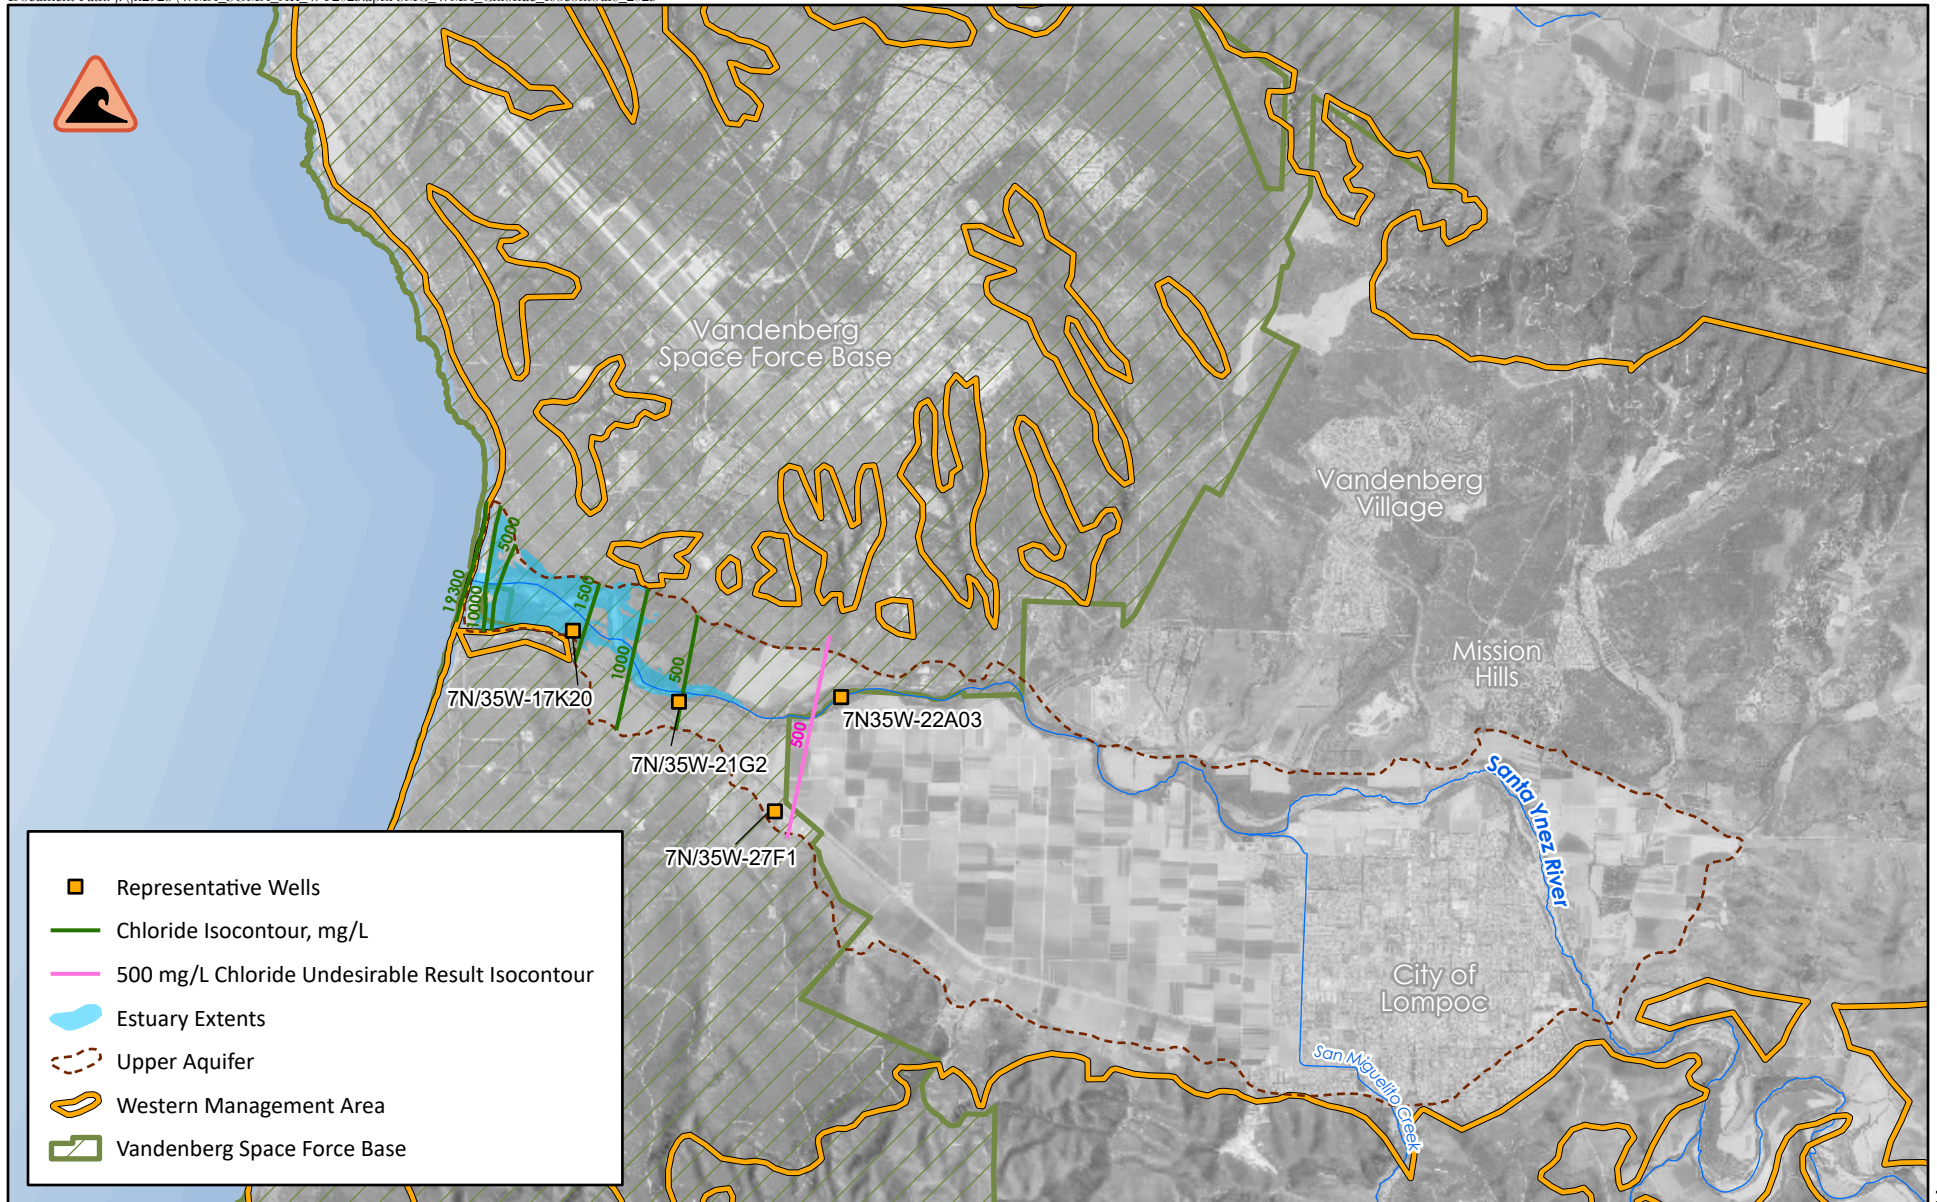 Vandenberg
Space Force Base
Vandenberg
Village
5000
19300
10000
1500
1000
500
Mission
Hills
7N/35W-17K20
7N35W-22A03
500
7N/35W-21G2
Santa Ynez River
7N/35W-27F1
City of
Lompoc
San Miguelito Creek
Representative Wells
Chloride Isocontour, mg/L
500 mg/L Chloride Undesirable Result Isocontour
Estuary Extents
Upper Aquifer
Western Management Area
Vandenberg Space Force Base